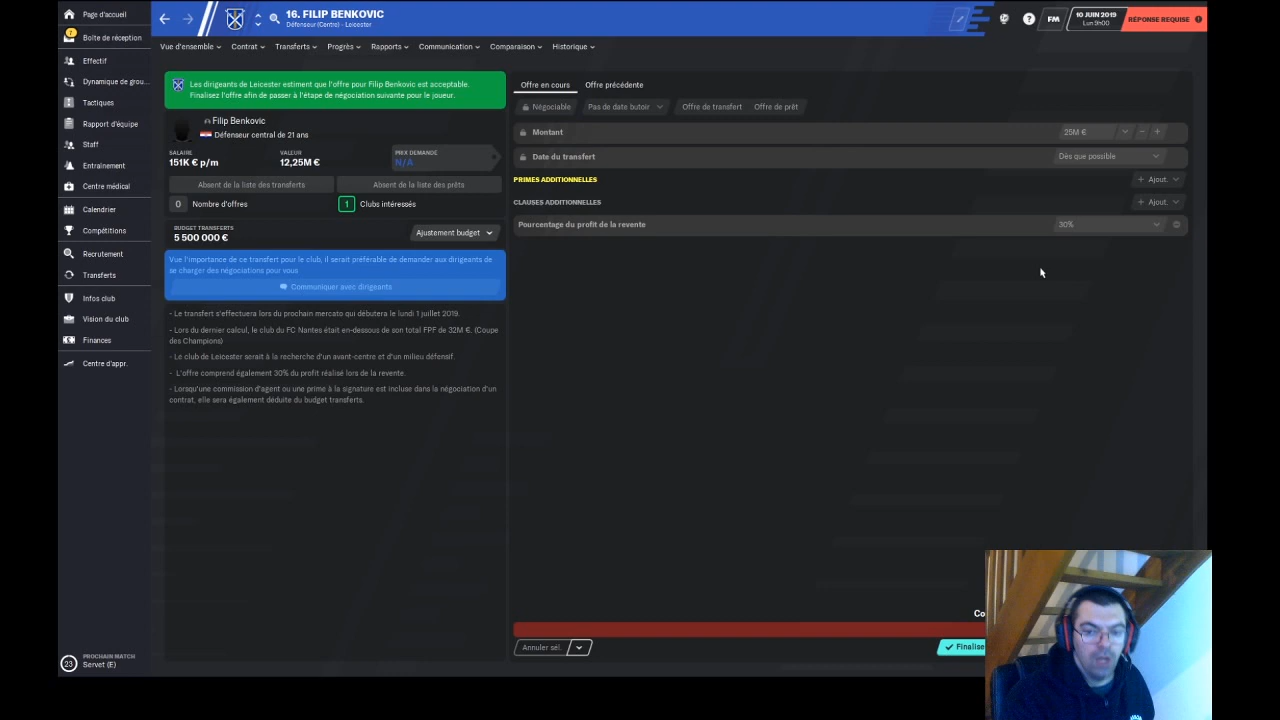 Page d'accueil
16. FILIP BENKOVIC
Défenseur (Centre) - Leicester
FM
10 JUIN 2019
Lun 9h00
RÉPONSE REQUISE
7
Boîte de réception
Vue d'ensemble
Contrat
Transferts
Progrès
Rapports
Communication
Comparaison
Historique
Effectif
Dynamique de grou...
Tactiques
Rapport d'équipe
Staff
Entraînement
Centre médical
Calendrier
Compétitions
Recrutement
Transferts
Infos club
Vision du club
Finances
Centre d'appr.
PROCHAIN MATCH
23
Servet (E)
Les dirigeants de Leicester estiment que l'offre pour Filip Benkovic est acceptable.
Finalisez l'offre afin de passer à l'étape de négociation suivante pour le joueur.
Filip Benkovic
Défenseur central de 21 ans
SALAIRE
151K € p/m
VALEUR
12,25M €
PRIX DEMANDÉ
N/A
Absent de la liste des transferts
Absent de la liste des prêts
0
Nombre d'offres
1
Clubs intéressés
BUDGET TRANSFERTS
5 500 000 €
Ajustement budget
Vue l'importance de ce transfert pour le club, il serait préférable de demander aux dirigeants de
se charger des négociations pour vous
Communiquer avec dirigeants
- Le transfert s'effectuera lors du prochain mercato qui débutera le lundi 1 juillet 2019.
- Lors du dernier calcul, le club du FC Nantes était en-dessous de son total FPF de 32M €. (Coupe
des Champions)
- Le club de Leicester serait à la recherche d'un avant-centre et d'un milieu défensif.
- L'offre comprend également 30% du profit réalisé lors de la revente.
- Lorsqu'une commission d'agent ou une prime à la signature est incluse dans la négociation d'un
contrat, elle sera également déduite du budget transferts.
Offre en cours
Offre précédente
Négociable
Pas de date butoir
Offre de transfert
Offre de prêt
Montant
25M €
Date du transfert
Dès que possible
PRIMES ADDITIONNELLES
Ajout.
CLAUSES ADDITIONNELLES
Ajout.
Pourcentage du profit de la revente
30%
Co
Annuler sél.
Finalise